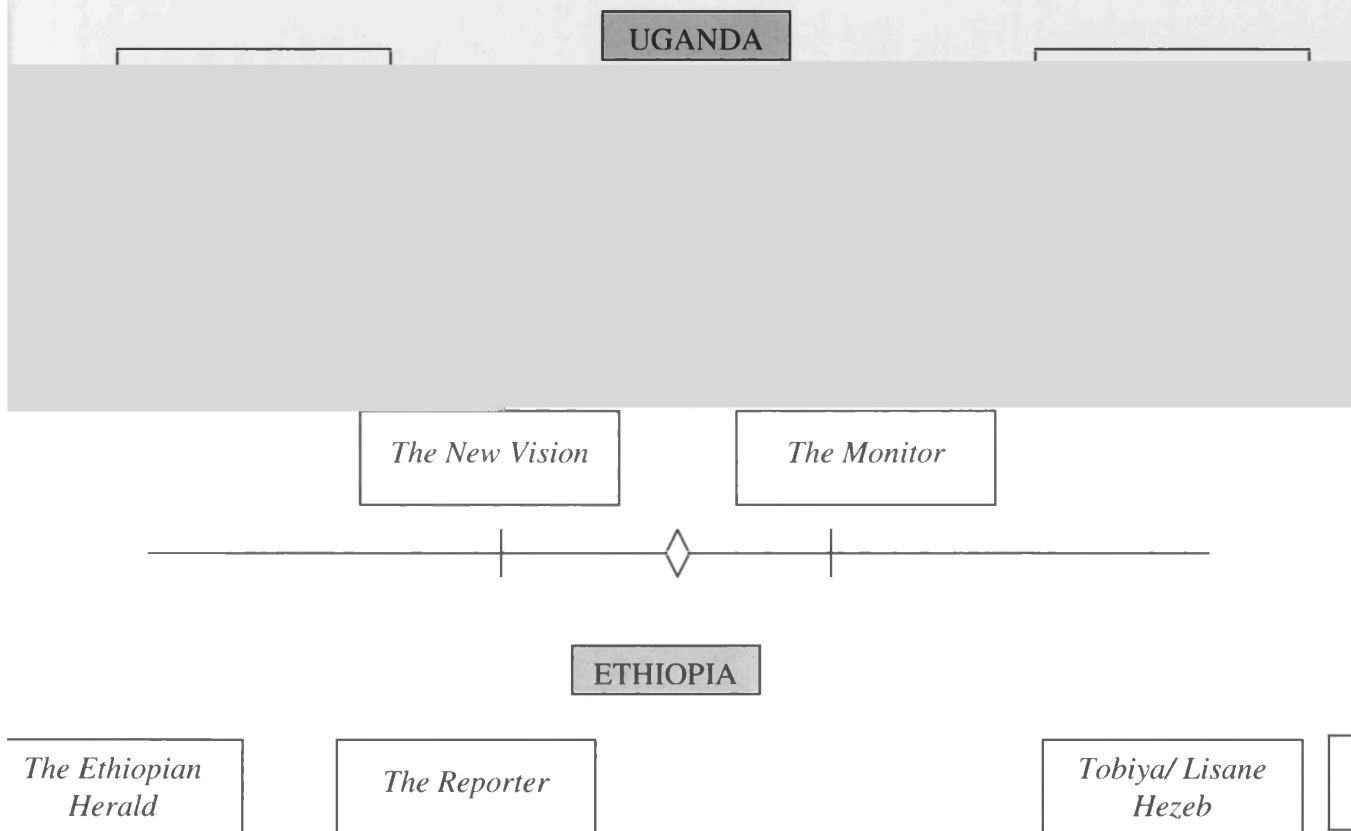 UGANDA
The New Vision
The Monitor
ETHIOPIA
The Ethiopian
Herald
The Reporter
Tobiya/ Lisane
Hezeb